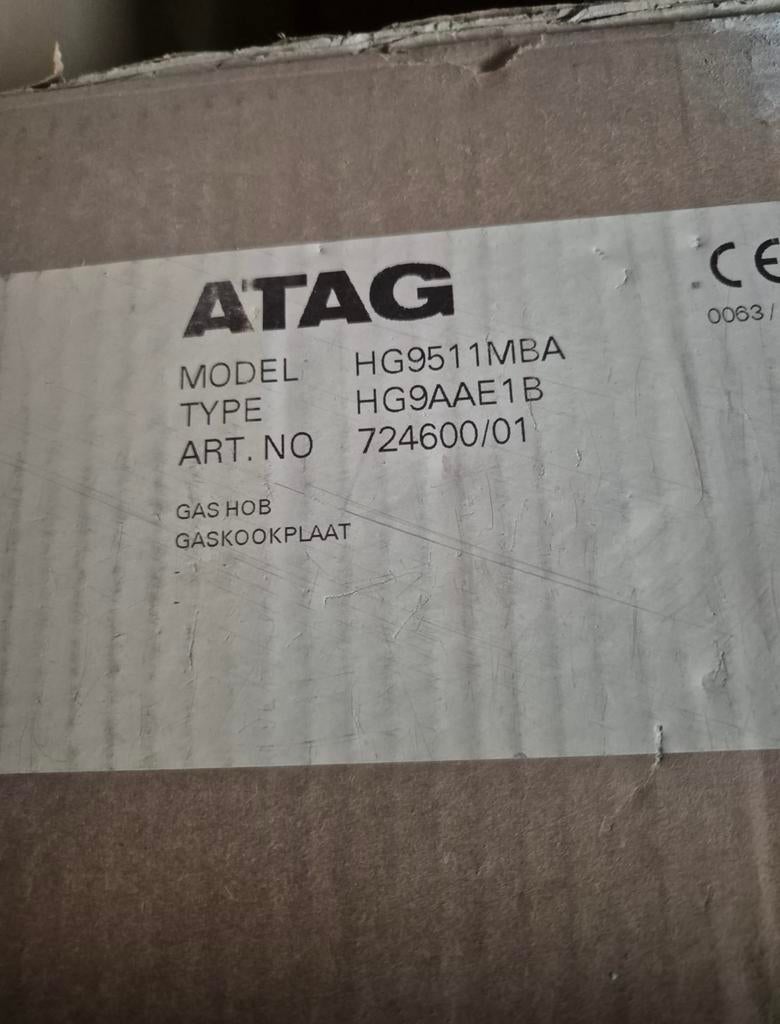 ATAG
CE
0063/
MODEL HG9511MBA
TYPE HG9AAE1B
ART. NO 724600/01
GAS HOB
GASKOOKPLAAT
-
-